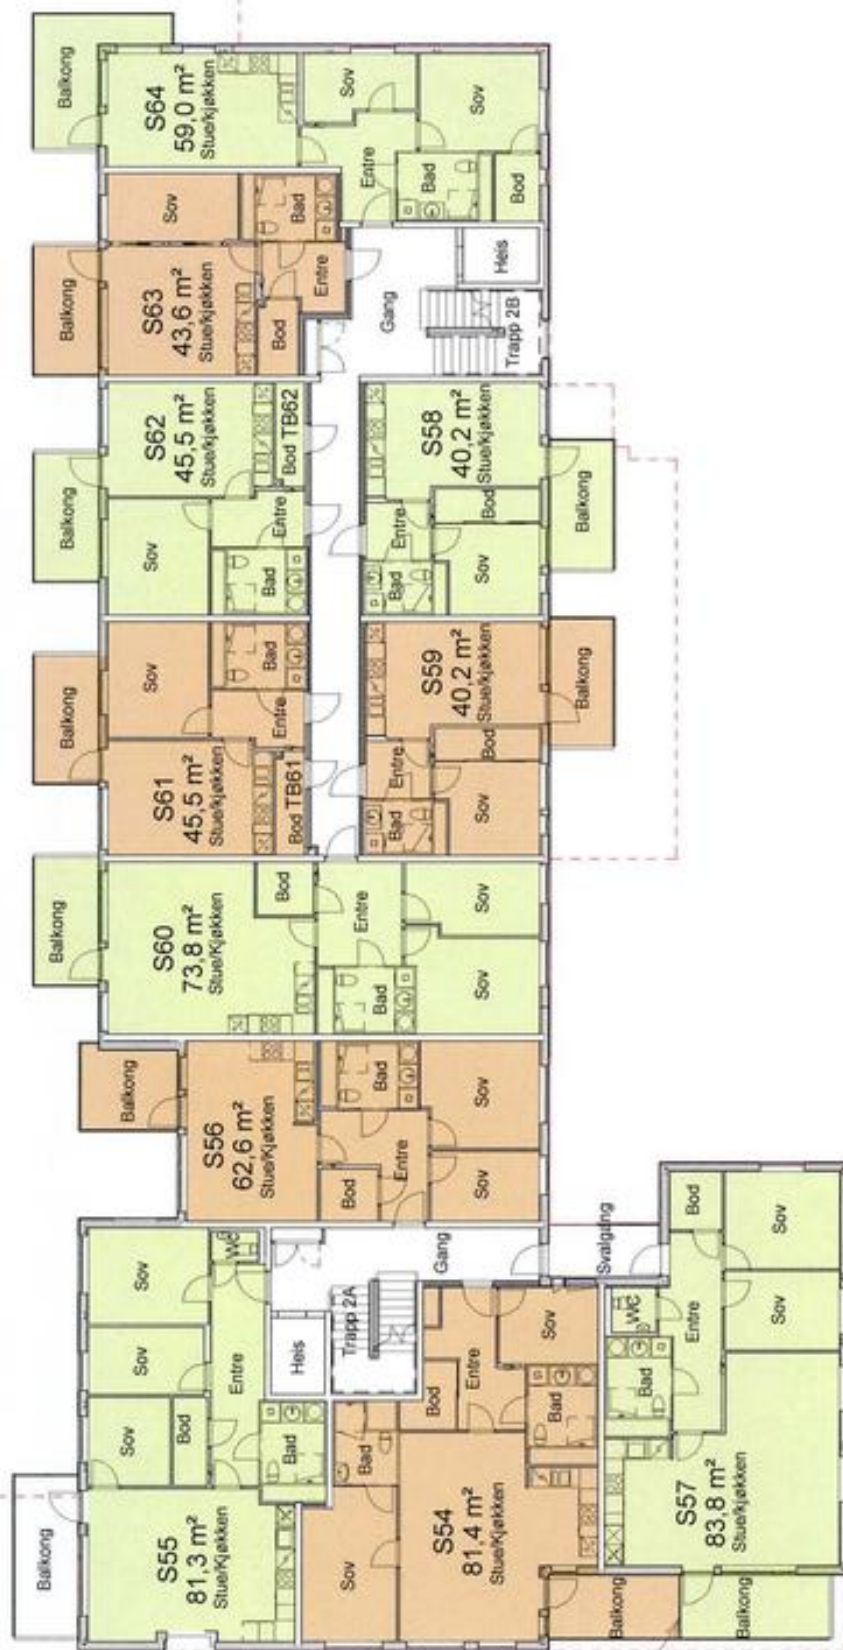 Balkong
S64
59,0 m²
Stue/kjøkken
Sov
Sov
Entre
Bad
Bod
Sov
Bad
Balkong
S63
43,6 m²
Stue/kjøkken
Entre
Bod
Gang
Heis
Trapp 2B
S62
45,5 m²
Stue/kjøkken
Bod TB62
Balkong
Sov
Entre
Bad
S58
40,2 m²
Stue/kjøkken
Balkong
Entre
Bod
Bad
Sov
Balkong
Sov
Bad
Entre
S61
45,5 m²
Stue/kjøkken
Bod TB61
S59
40,2 m²
Stue/kjøkken
Balkong
Entre
Bod
Bad
Sov
Balkong
S60
73,8 m²
Stue/Kjøkken
Bod
Entre
Sov
Bad
Sov
Balkong
S56
62,6 m²
Stue/Kjøkken
Bad
Sov
Entre
Bod
Sov
Sov
WC
Gang
Svalgang
Bod
Sov
Sov
Entre
Heis
Trapp 2A
Sov
WC
Entre
Sov
Sov
Bod
Bad
Bad
Bod
Entre
Bad
Bad
Balkong
S55
81,3 m²
Stue/Kjøkken
Sov
S54
81,4 m²
Stue/Kjøkken
S57
83,8 m²
Stue/kjøkken
Balkong
Balkong